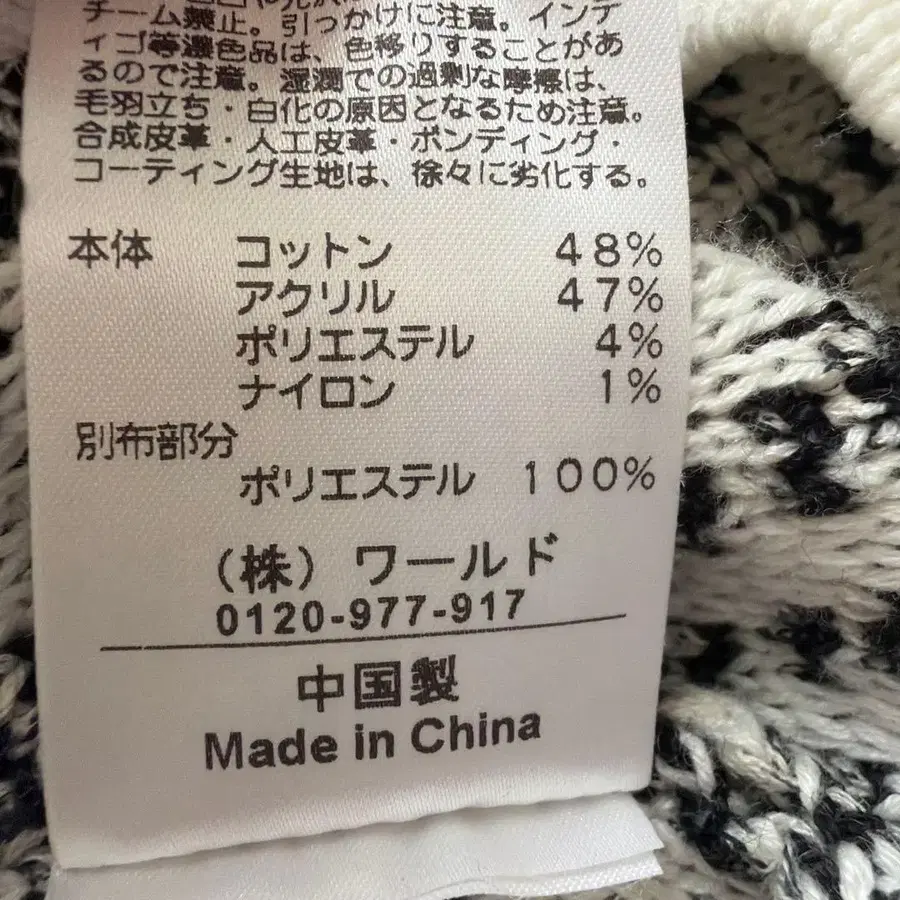 チーム禁止。引っかけに注意。インデ
ィゴ等濃色品は、色移りすることがあ
るので注意。湿潤での過剰な摩擦は、
毛羽立ち・白化の原因となるため注意。
合成皮革・人工皮革・ボンディング・
コーティング生地は、徐々に劣化する。
本体 コットン 48%
アクリル 47%
ポリエステル 4%
ナイロン 1%
別布部分
ポリエステル 100%
(株) ワールド
0120-977-917
中国製
Made in China